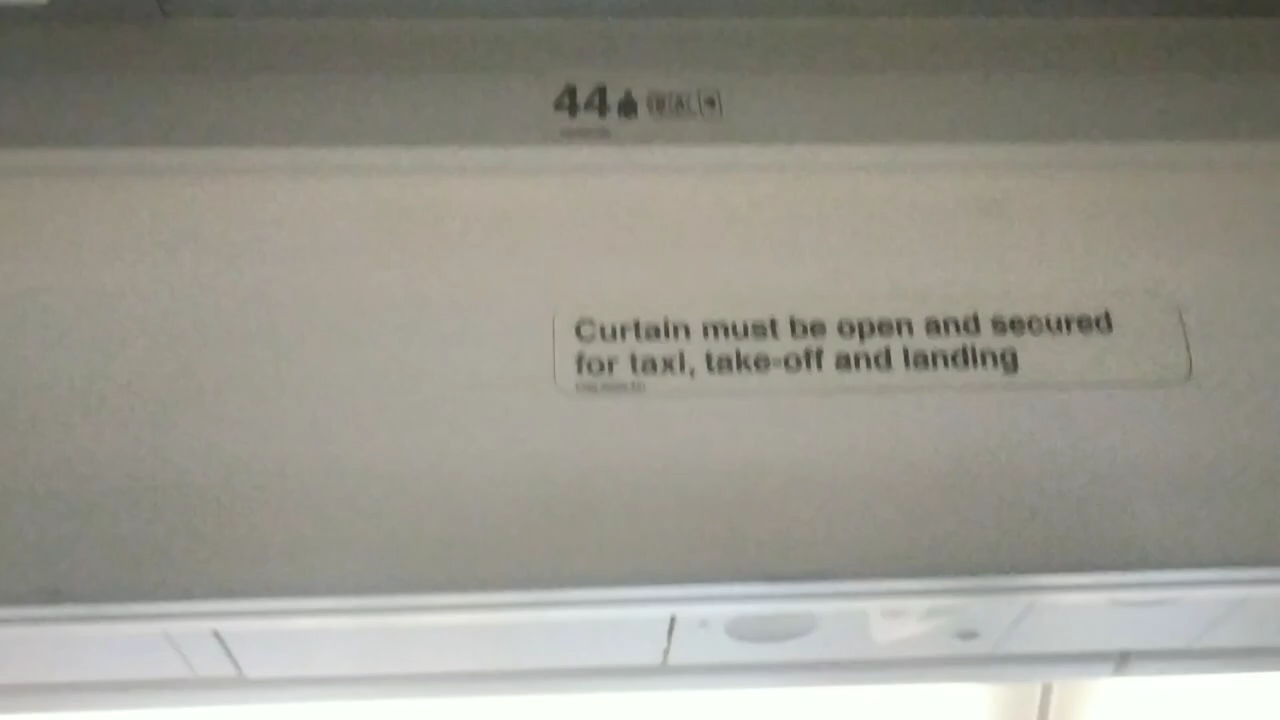 44
Curtain must be open and secured
for taxi, take-off and landing